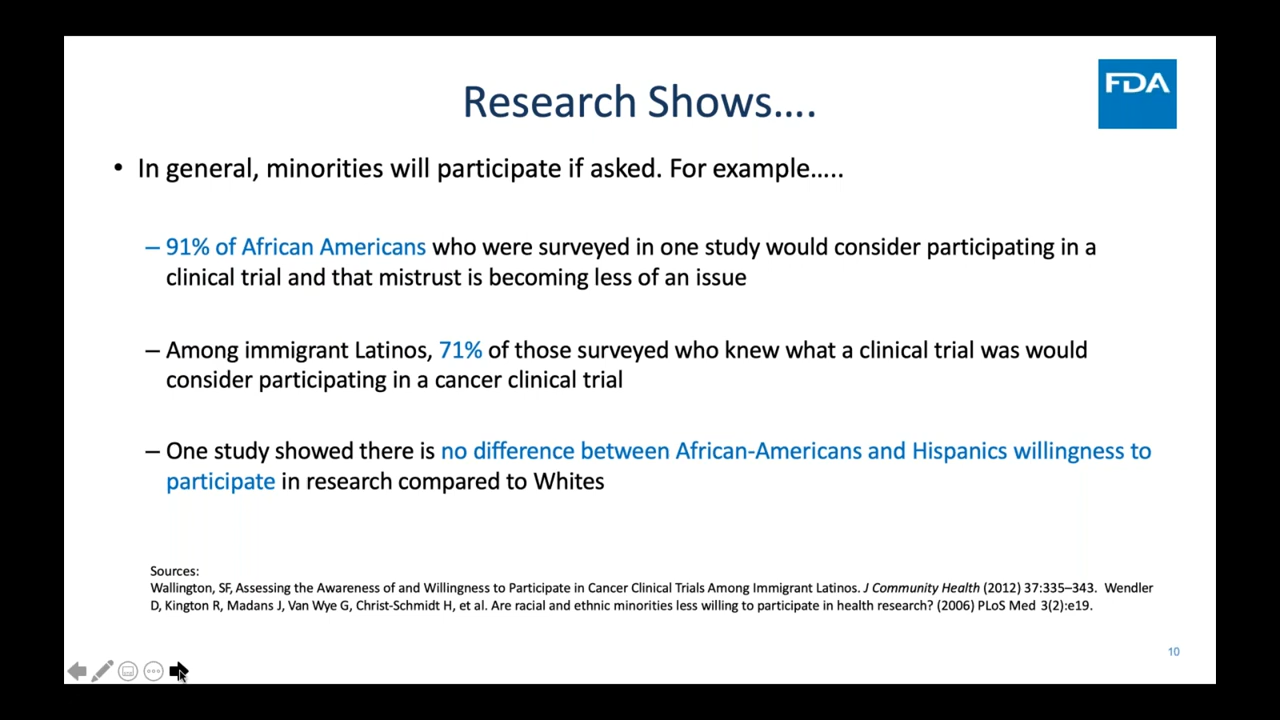 FDA
Research Shows....
• In general, minorities will participate if asked. For example.....
– 91% of African Americans who were surveyed in one study would consider participating in a
clinical trial and that mistrust is becoming less of an issue
– Among immigrant Latinos, 71% of those surveyed who knew what a clinical trial was would
consider participating in a cancer clinical trial
– One study showed there is no difference between African-Americans and Hispanics willingness to
participate in research compared to Whites
Sources:
Wallington, SF, Assessing the Awareness of and Willingness to Participate in Cancer Clinical Trials Among Immigrant Latinos. J Community Health (2012) 37:335–343. Wendler
D, Kington R, Madans J, Van Wye G, Christ-Schmidt H, et al. Are racial and ethnic minorities less willing to participate in health research? (2006) PLoS Med 3(2):e19.
10